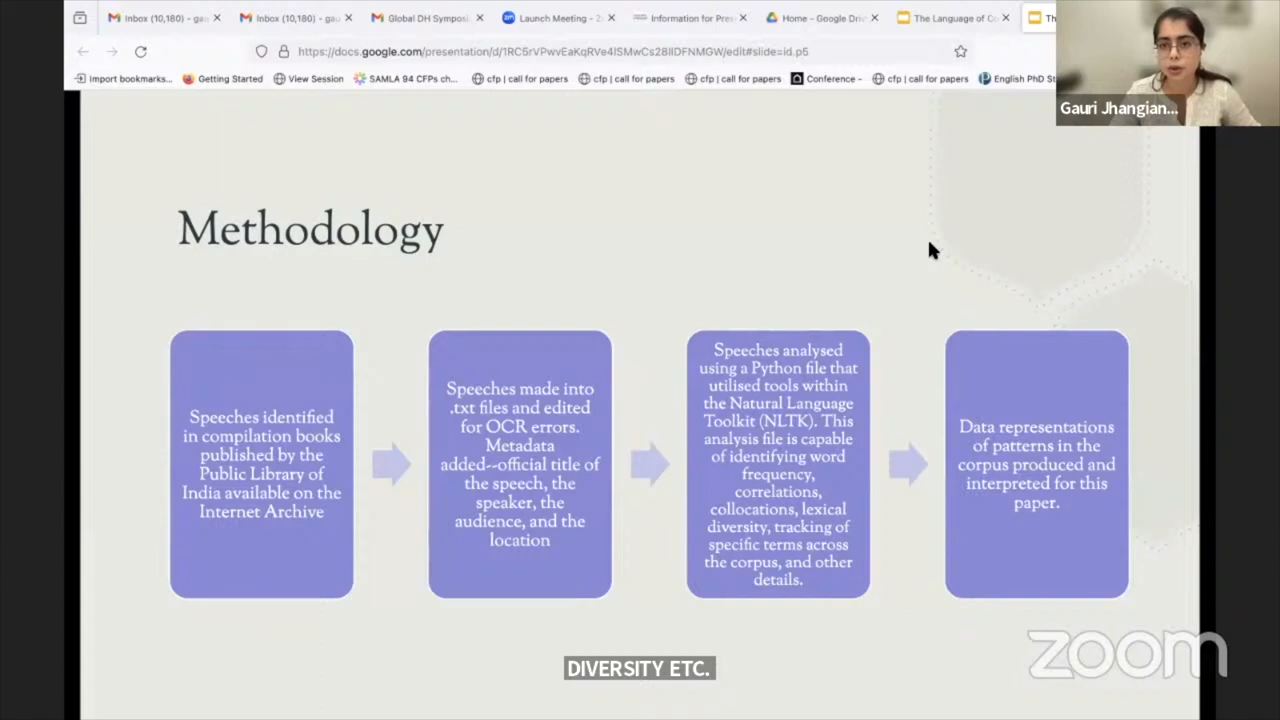 Inbox (10,180) - gau
Inbox (10,180) - gau
Global DH Symposi
Launch Meeting - Z
Information for Pres
Home - Google Driv
The Language of Co
Th
https://docs.google.com/presentation/d/
Import bookmarks...
Getting Started
View Session
SAMLA 94 CFPs ch...
cfp | call for papers
cfp | call for papers
cfp | call for papers
Conference -
cfp | call for papers
English PhD St
Gauri Jhangian...
Methodology
Speeches identified
in compilation books
published by the
Public Library of
India available on the
Internet Archive
Speeches made into
.txt files and edited
for OCR errors.
Metadata
added--official title of
the speech, the
speaker, the
audience, and the
location
Speeches analysed
using a Python file that
utilised tools within
the Natural Language
Toolkit (NLTK). This
analysis file is capable
of identifying word
frequency,
correlations,
collocations, lexical
diversity, tracking of
specific terms across
the corpus, and other
details.
Data representations
of patterns in the
corpus produced and
interpreted for this
paper.
DIVERSITY ETC.
zoom